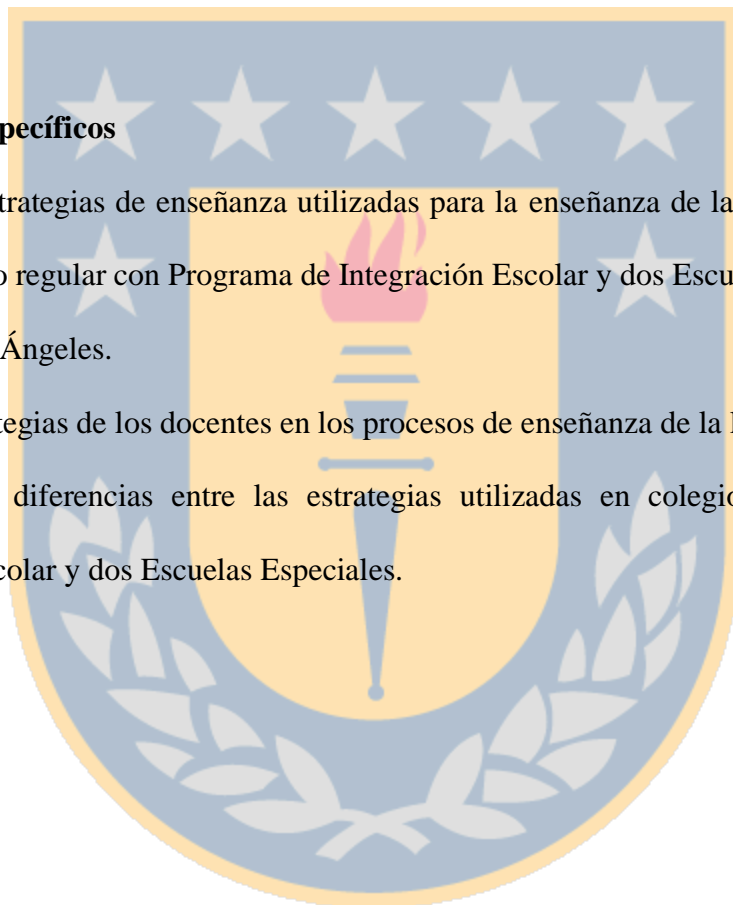 pecíficos
trategias de enseñanza utilizadas para la enseñanza de la
o regular con Programa de Integración Escolar y dos Escu
Ángeles.
tegias de los docentes en los procesos de enseñanza de la
diferencias entre las estrategias utilizadas en colegio
colar y dos Escuelas Especiales.